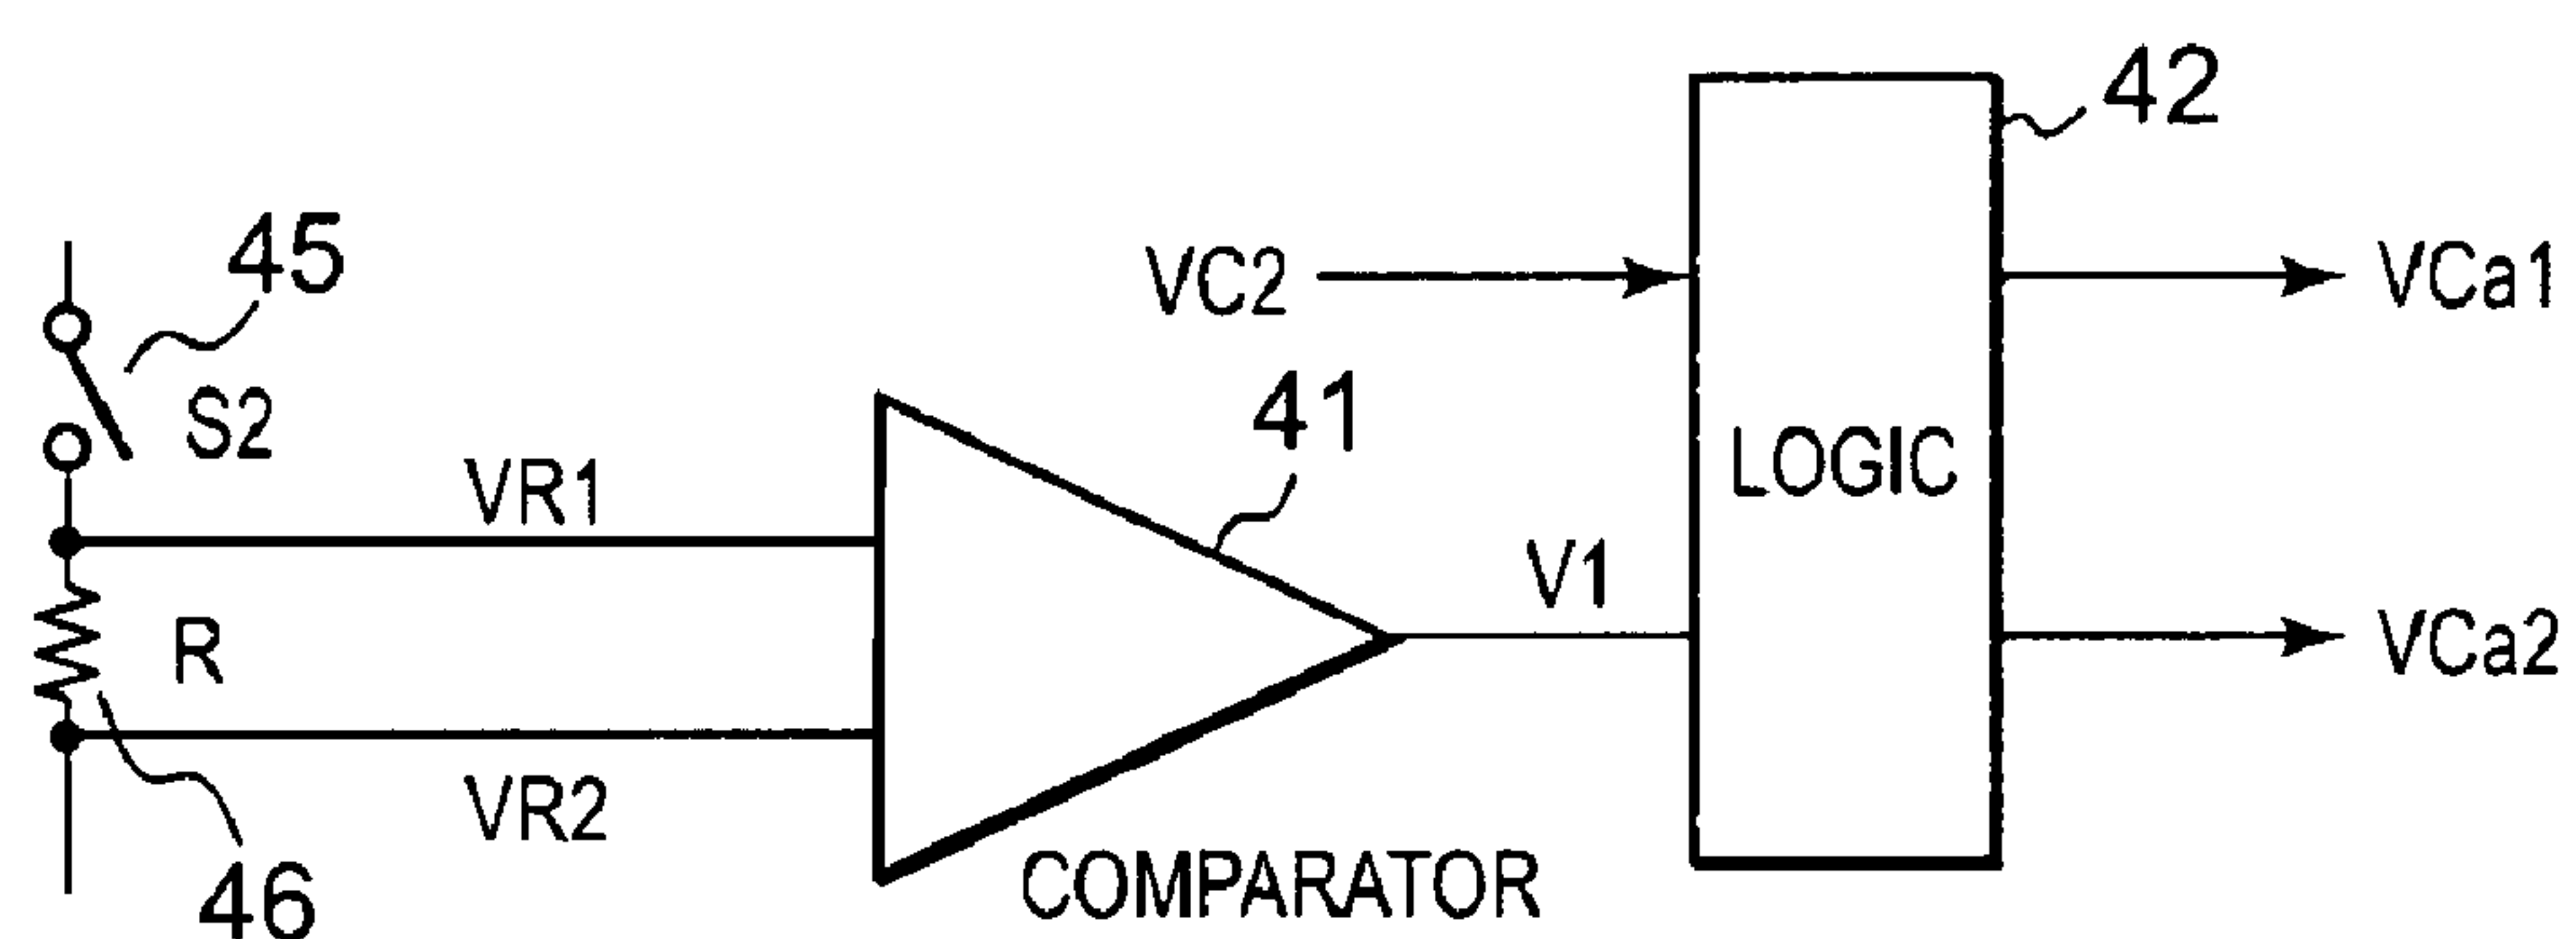 42
45
VC2
VCa1
S2
41
VR1
LOGIC
V1
R
VCa2
VR2
COMPARATOR
46